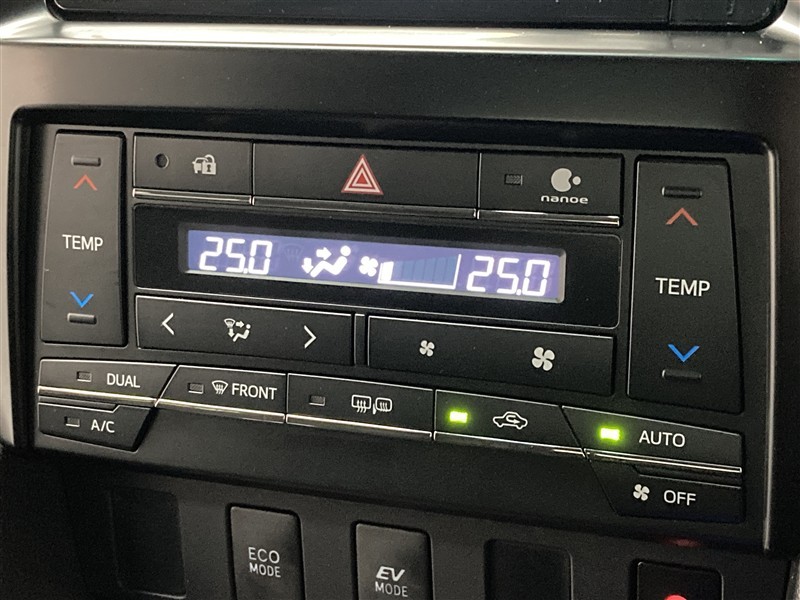 nanoe
TEMP
25.0
25.0
TEMP
DUAL
FRONT
A/C
AUTO
OFF
ECO
MODE
EV
MODE